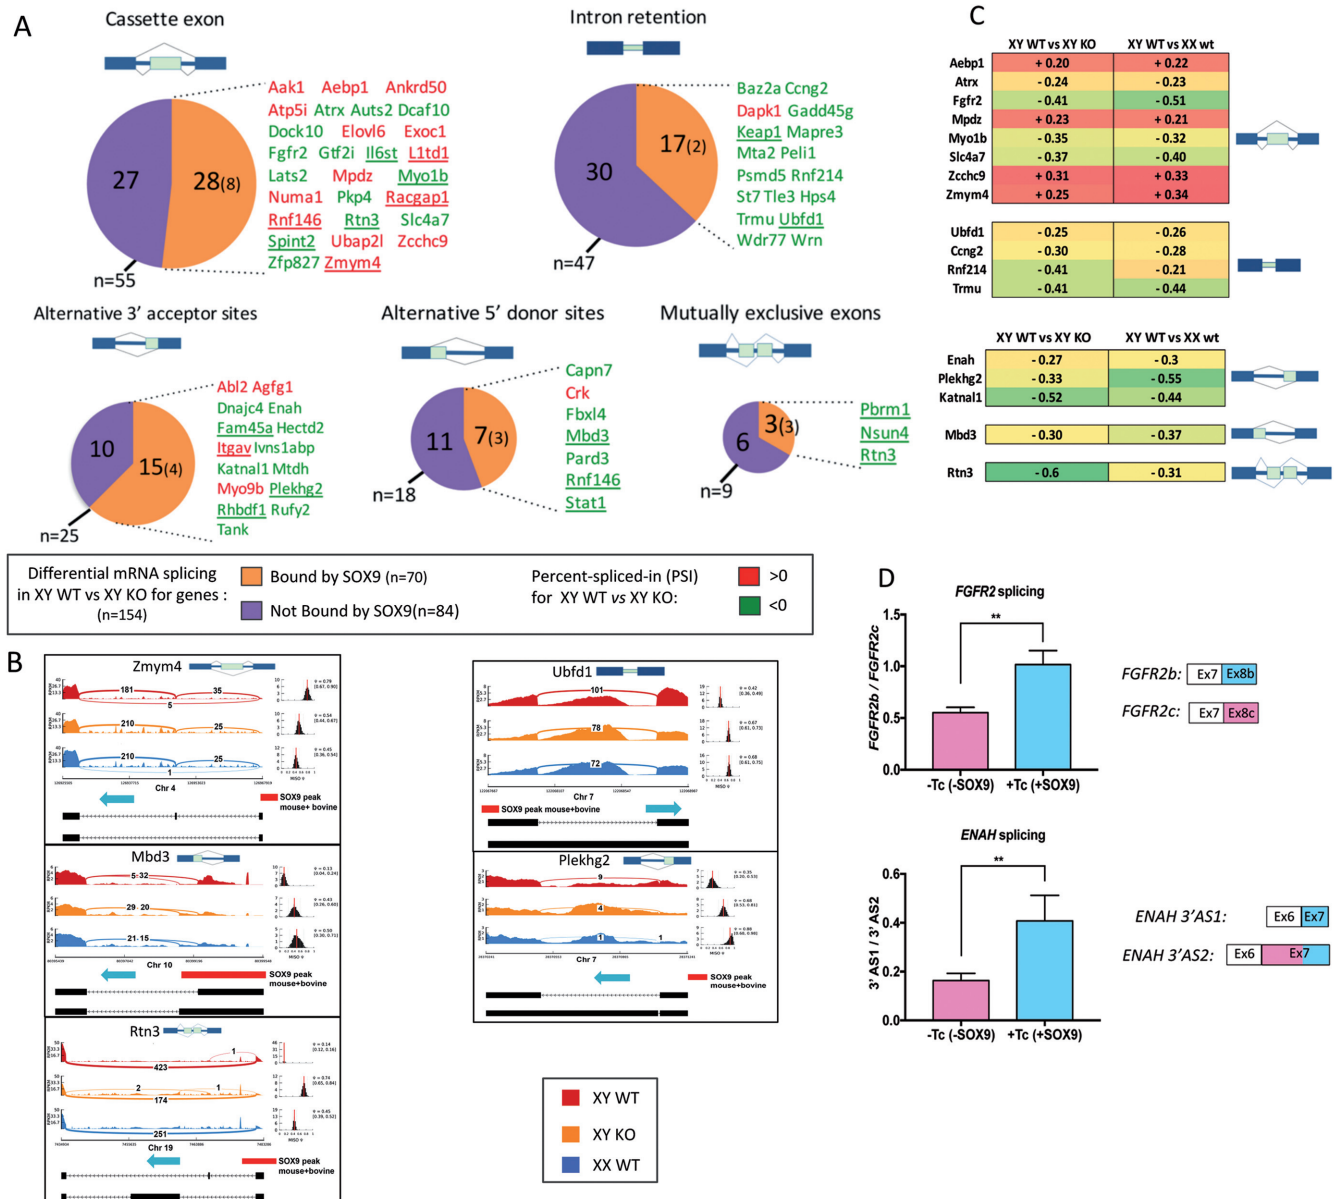 A
Cassette exon
27
28(8)
n=55
Aak1 Aebp1 Ankrd50
Atp5i Atrx Auts2 Dcaf10
Dock10 Elovl6 Exoc1
Fgfr2 Gtf2i Il6st L1td1
Lats2 Mpdz Myo1b
Numa1 Pkp4 Racgap1
Rnf146 Rtn3 Slc4a7
Spint2 Ubap2l Zcchc9
Zfp827 Zmym4
Intron retention
30
17(2)
n=47
Baz2a Ccng2
Dapk1 Gadd45g
Keap1 Mapre3
Mta2 Peli1
Psmd5 Rnf214
St7 Tle3 Hps4
Trmu Ubfd1
Wdr77 Wrn
Alternative 3' acceptor sites
10
15(4)
n=25
Abl2 Agfg1
Dnajc4 Enah
Fam45a Hectd2
Itgav Ivns1abp
Katnal1 Mtdh
Myo9b Plekhg2
Rhbdf1 Rufy2
Tank
Alternative 5' donor sites
11
7(3)
n=18
Capn7
Crk
Fbxl4
Mbd3
Pard3
Rnf146
Stat1
Mutually exclusive exons
6
3(3)
n=9
Pbrm1
Nsun4
Rtn3
Differential mRNA splicing
in XY WT vs XY KO for genes :
(n=154)
Bound by SOX9 (n=70)
Not Bound by SOX9(n=84)
Percent-spliced-in (PSI)
for XY WT vs XY KO:
>0
<0
B
Zmym4
181 35
5
210 25
210 25
1
Chr 4
SOX9 peak
mouse+bovine
Mbd3
5-32
29 20
21-15
Chr 10
SOX9 peak
mouse+bovine
Rtn3
1
423
2 1
174
251
Chr 19
SOX9 peak
mouse+bovine
Ubfd1
101
78
72
Chr 7
SOX9 peak mouse+bovine
Plekhg2
9
4
1 1
Chr 7
SOX9 peak
mouse+bovine
XY WT
XY KO
XX WT
C
XY WT vs XY KO XY WT vs XX wt
Aebp1 + 0.20 + 0.22
Atrx - 0.24 - 0.23
Fgfr2 - 0.41 - 0.51
Mpdz + 0.23 + 0.21
Myo1b - 0.35 - 0.32
Slc4a7 - 0.37 - 0.40
Zcchc9 + 0.31 + 0.33
Zmym4 + 0.25 + 0.34
Ubfd1 - 0.25 - 0.26
Ccng2 - 0.30 - 0.28
Rnf214 - 0.41 - 0.21
Trmu - 0.41 - 0.44
XY WT vs XY KO XY WT vs XX wt
Enah - 0.27 - 0.3
Plekhg2 - 0.33 - 0.55
Katnal1 - 0.52 - 0.44
Mbd3 - 0.30 - 0.37
Rtn3 - 0.6 - 0.31
D
FGFR2 splicing
**
FGFR2b / FGFR2c
1.5
1.0
0.5
0.0
-Tc (-SOX9) +Tc (+SOX9)
FGFR2b: Ex7 Ex8b
FGFR2c: Ex7 Ex8c
ENAH splicing
**
3' AS1 / 3' AS2
0.6
0.4
0.2
0.0
-Tc (-SOX9) +Tc (+SOX9)
ENAH 3'AS1: Ex6 Ex7
ENAH 3'AS2: Ex6 Ex7